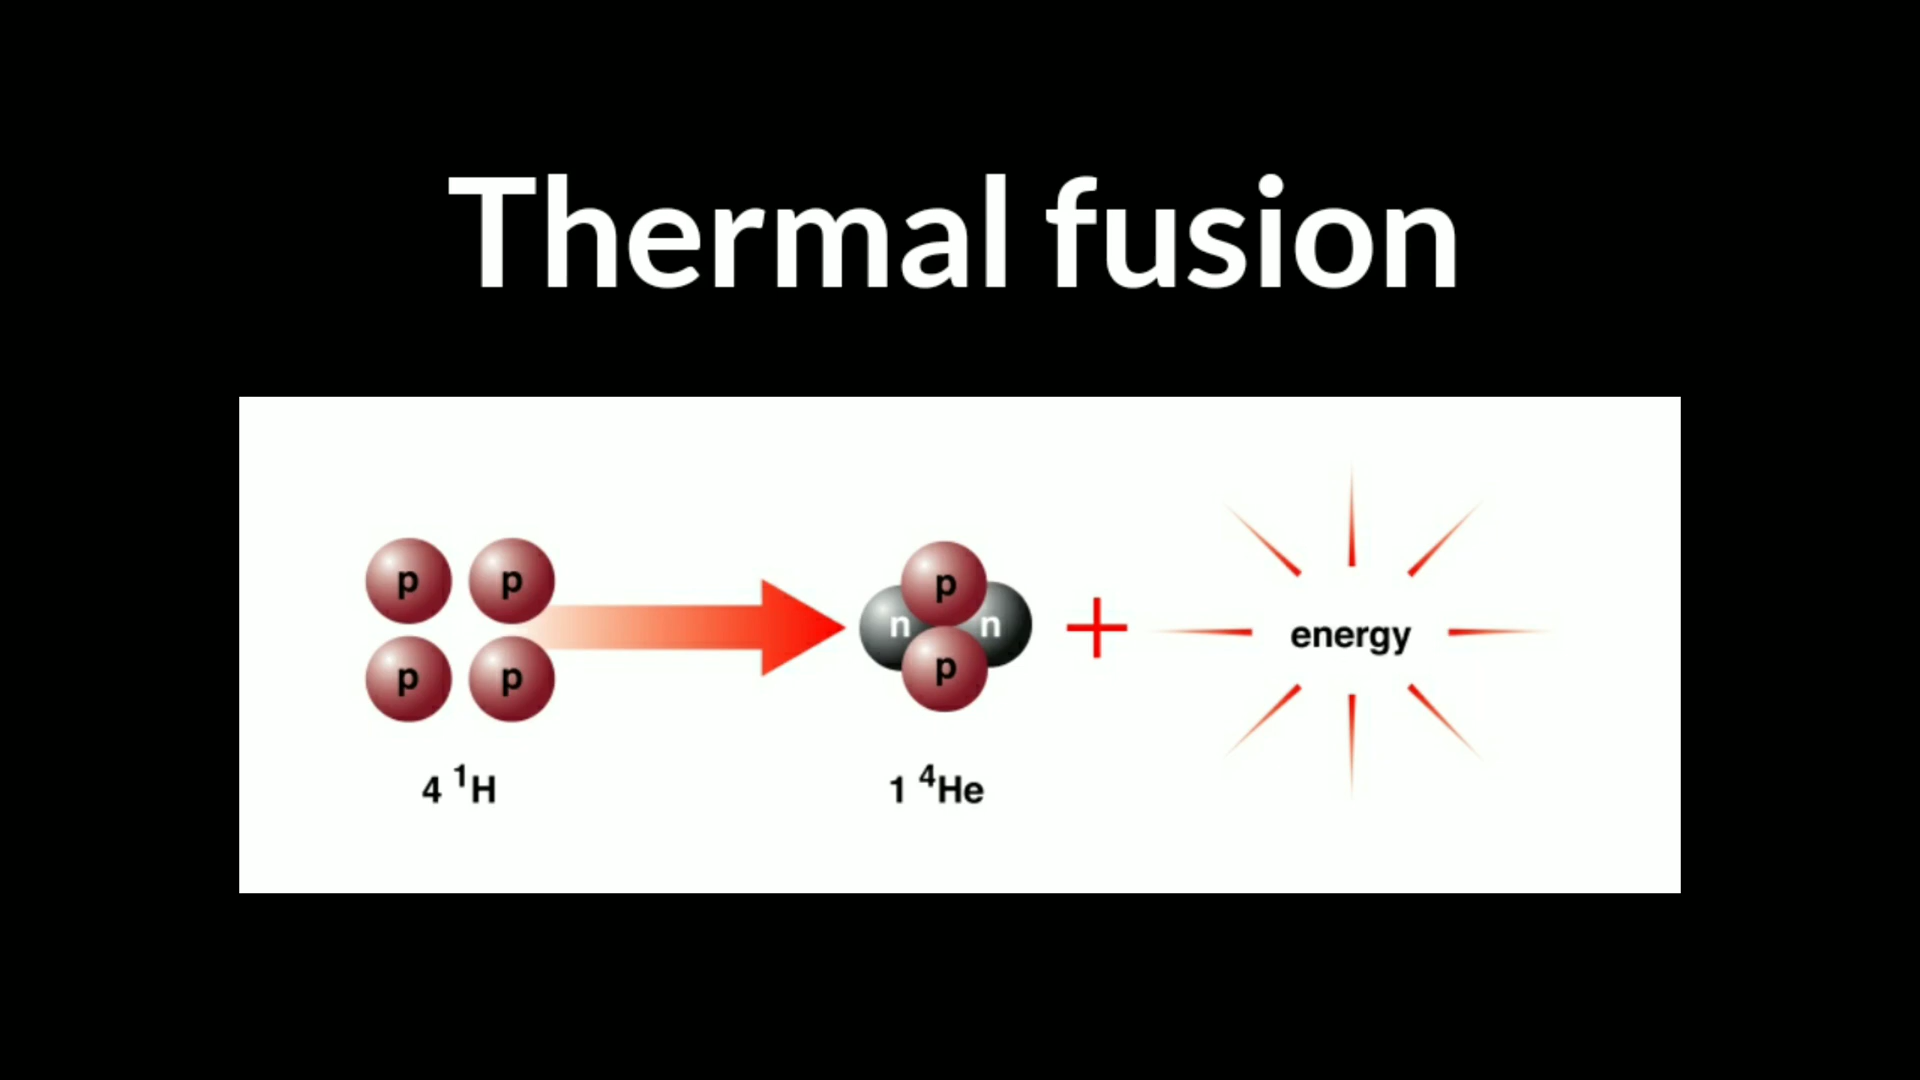 Thermal fusion
p p
p
n n
energy
p p
p
4 ¹H
1 ⁴He